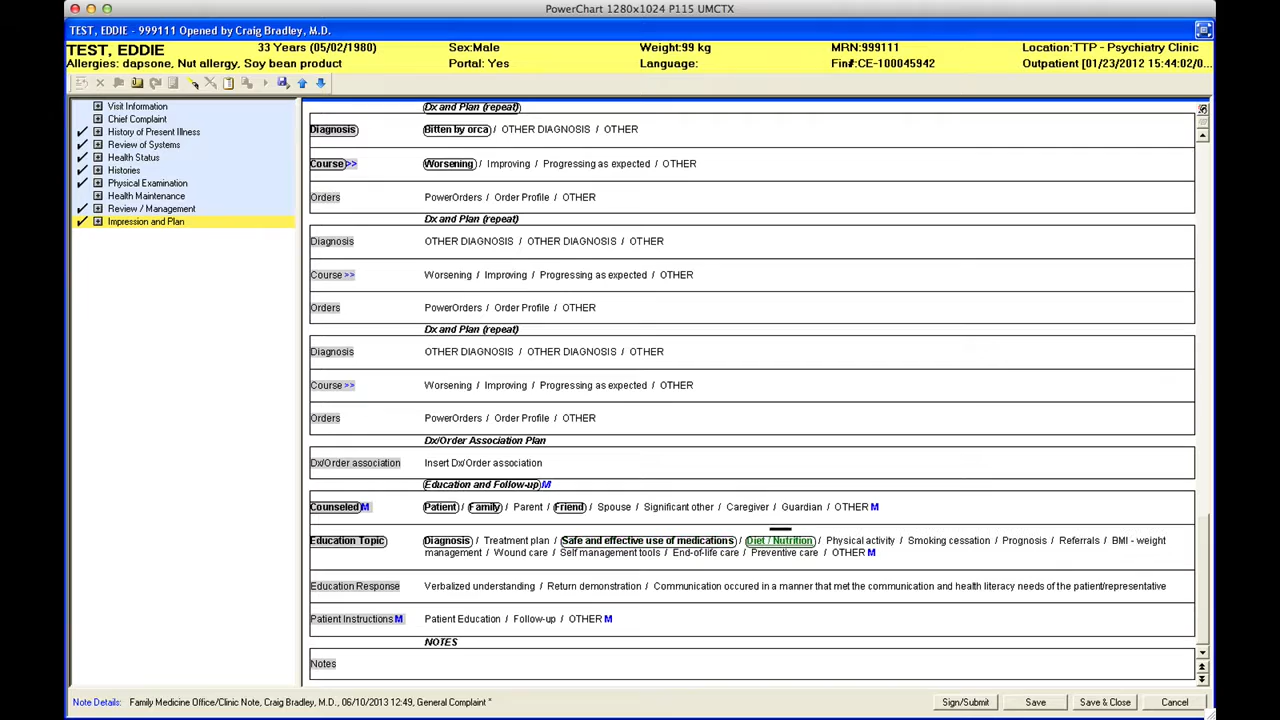 PowerChart 1280x1024 P115 UMCTX
TEST, EDDIE - 999111 Opened by Craig Bradley, M.D.
TEST, EDDIE 33 Years (05/02/1980) Sex:Male Weight:99 kg MRN:999111 Location:TTP - Psychiatry Clinic
Allergies: dapsone, Nut allergy, Soy bean product Portal: Yes Language: Fin#:CE-100045942 Outpatient [01/23/2012 15:44:02/0...
Visit Information
Chief Complaint
History of Present Illness
Review of Systems
Health Status
Histories
Physical Examination
Health Maintenance
Review / Management
Impression and Plan
Dx and Plan (repeat)
Diagnosis Bitten by orca / OTHER DIAGNOSIS / OTHER
Course >> Worsening / Improving / Progressing as expected / OTHER
Orders PowerOrders / Order Profile / OTHER
Dx and Plan (repeat)
Diagnosis OTHER DIAGNOSIS / OTHER DIAGNOSIS / OTHER
Course >> Worsening / Improving / Progressing as expected / OTHER
Orders PowerOrders / Order Profile / OTHER
Dx and Plan (repeat)
Diagnosis OTHER DIAGNOSIS / OTHER DIAGNOSIS / OTHER
Course >> Worsening / Improving / Progressing as expected / OTHER
Orders PowerOrders / Order Profile / OTHER
Dx/Order Association Plan
Dx/Order association Insert Dx/Order association
Education and Follow-up M
Counseled M Patient / Family / Parent / Friend / Spouse / Significant other / Caregiver / Guardian / OTHER M
Education Topic Diagnosis / Treatment plan / Safe and effective use of medications / Diet / Nutrition / Physical activity / Smoking cessation / Prognosis / Referrals / BMI - weight
management / Wound care / Self management tools / End-of-life care / Preventive care / OTHER M
Education Response Verbalized understanding / Return demonstration / Communication occured in a manner that met the communication and health literacy needs of the patient/representative
Patient Instructions M Patient Education / Follow-up / OTHER M
NOTES
Notes
Note Details: Family Medicine Office/Clinic Note, Craig Bradley, M.D., 06/10/2013 12:49, General Complaint * Sign/Submit Save Save & Close Cancel